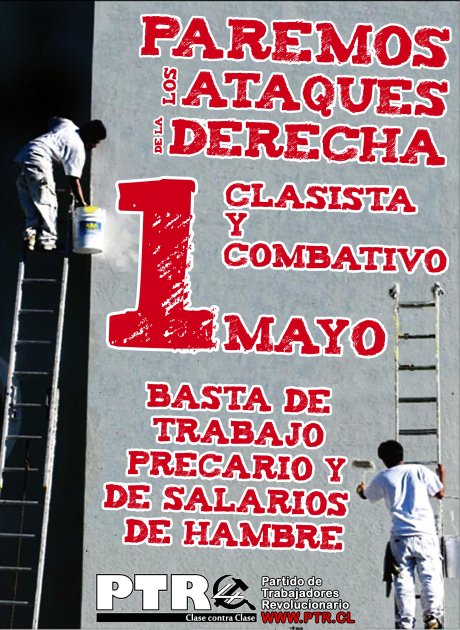 PAREMOS
LOS ATAQUES
DE LA DERECHA
1
CLASISTA
Y
COMBATIVO
MAYO
BASTA DE
TRABAJO
PRECARIO Y
DE SALARIOS
DE HAMBRE
PTR
Clase contra Clase
Partido de
Trabajadores
Revolucionario
WWW.PTR.CL